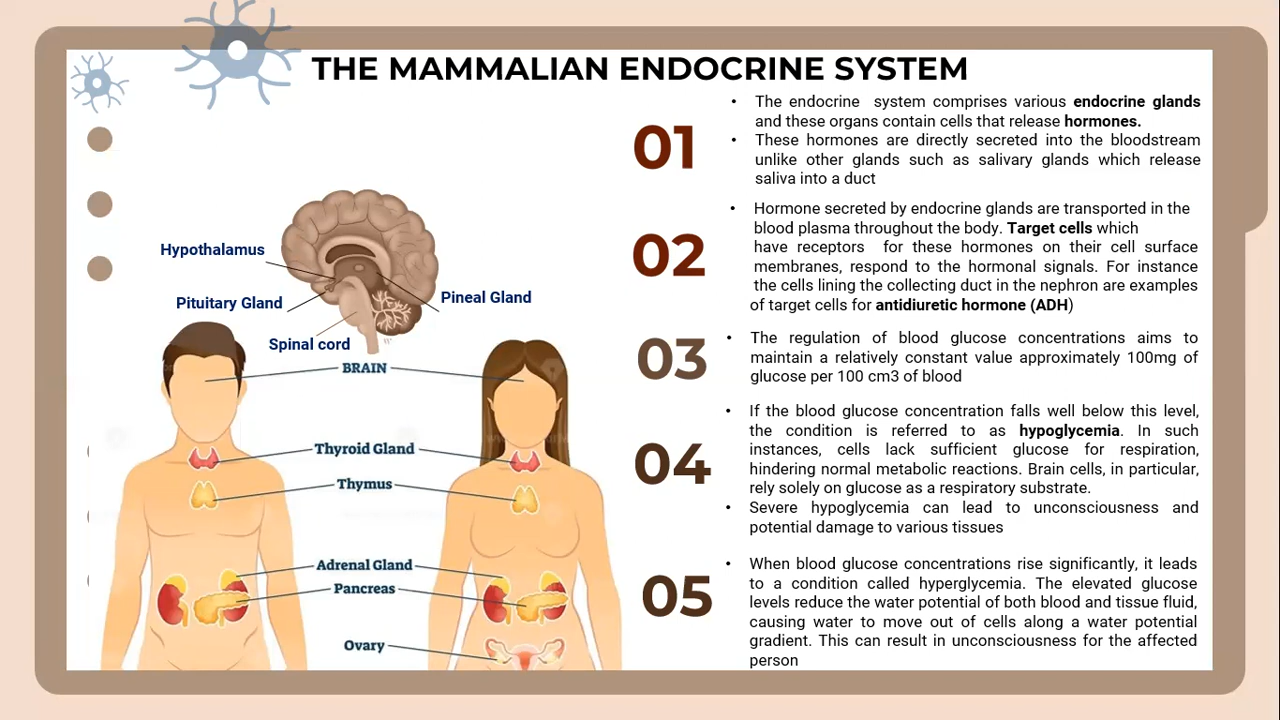 THE MAMMALIAN ENDOCRINE SYSTEM
Hypothalamus
Pituitary Gland
Pineal Gland
Spinal cord
BRAIN
Thyroid Gland
Thymus
Adrenal Gland
Pancreas
Ovary
01
• The endocrine system comprises various endocrine glands
and these organs contain cells that release hormones.
• These hormones are directly secreted into the bloodstream
unlike other glands such as salivary glands which release
saliva into a duct
02
• Hormone secreted by endocrine glands are transported in the
blood plasma throughout the body. Target cells which
have receptors for these hormones on their cell surface
membranes, respond to the hormonal signals. For instance
the cells lining the collecting duct in the nephron are examples
of target cells for antidiuretic hormone (ADH)
03
• The regulation of blood glucose concentrations aims to
maintain a relatively constant value approximately 100mg of
glucose per 100 cm3 of blood
04
• If the blood glucose concentration falls well below this level,
the condition is referred to as hypoglycemia. In such
instances, cells lack sufficient glucose for respiration,
hindering normal metabolic reactions. Brain cells, in particular,
rely solely on glucose as a respiratory substrate.
• Severe hypoglycemia can lead to unconsciousness and
potential damage to various tissues
05
• When blood glucose concentrations rise significantly, it leads
to a condition called hyperglycemia. The elevated glucose
levels reduce the water potential of both blood and tissue fluid,
causing water to move out of cells along a water potential
gradient. This can result in unconsciousness for the affected
person